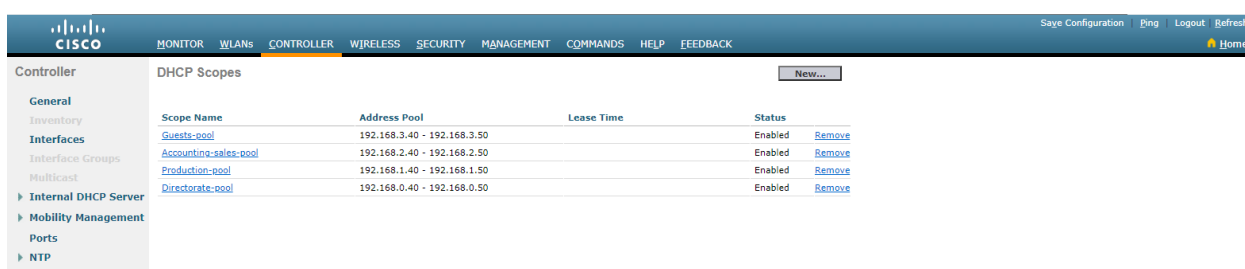 Save Configuration | Ping | Logout | Refresh
CISCO
MONITOR WLANs CONTROLLER WIRELESS SECURITY MANAGEMENT COMMANDS HELP FEEDBACK
Home
Controller
General
Inventory
Interfaces
Interface Groups
Multicast
Internal DHCP Server
Mobility Management
Ports
NTP
DHCP Scopes
New...
Scope Name Address Pool Lease Time Status
Guests-pool 192.168.3.40 - 192.168.3.50 Enabled Remove
Accounting-sales-pool 192.168.2.40 - 192.168.2.50 Enabled Remove
Production-pool 192.168.1.40 - 192.168.1.50 Enabled Remove
Directorate-pool 192.168.0.40 - 192.168.0.50 Enabled Remove